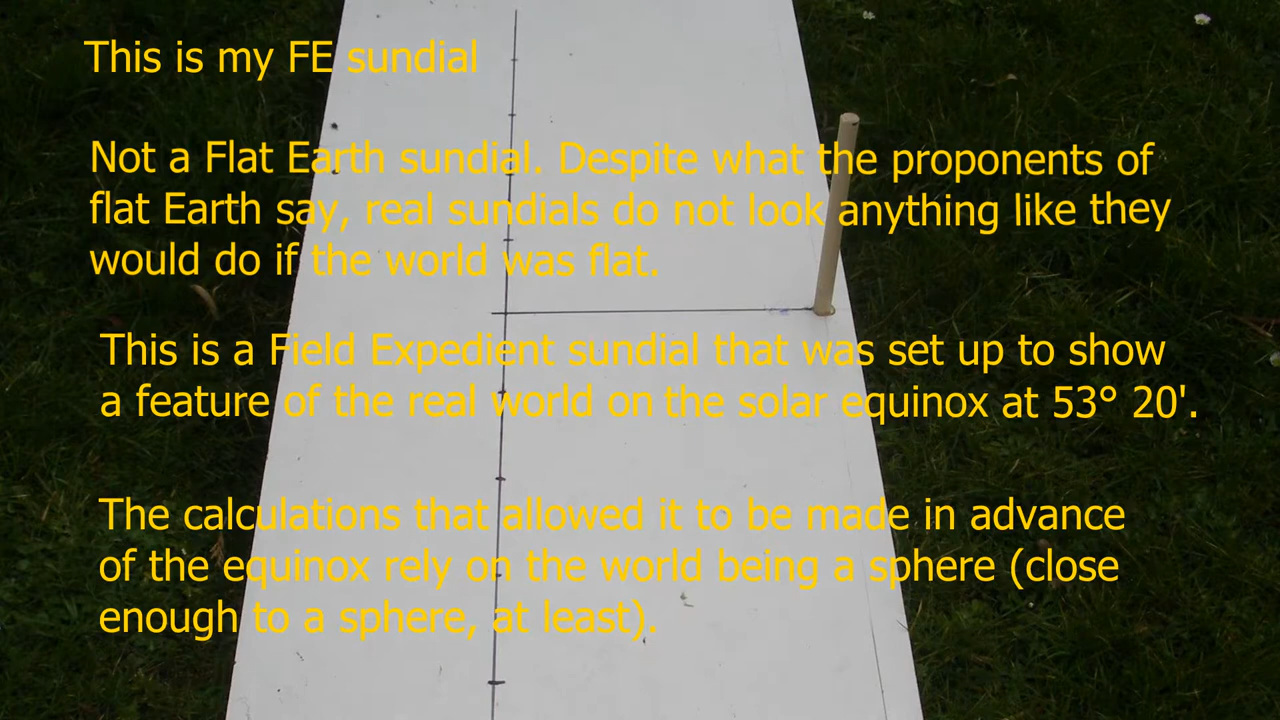 This is my FE sundial
Not a Flat Earth sundial. Despite what the proponents of
flat Earth say, real sundials do not look anything like they
would do if the world was flat.
This is a Field Expedient sundial that was set up to show
a feature of the real world on the solar equinox at 53° 20'.
The calculations that allowed it to be made in advance
of the equinox rely on the world being a sphere (close
enough to a sphere, at least).